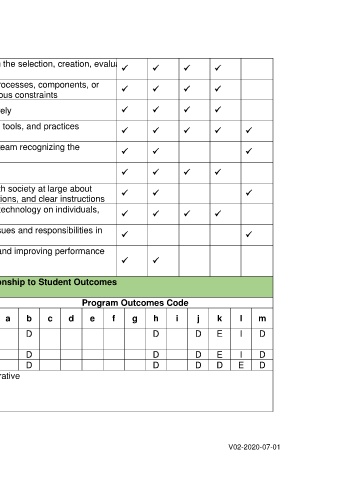 n the selection, creation, evalu ✓ ✓ ✓ ✓
rocesses, components, or
ous constraints ✓ ✓ ✓ ✓
ely ✓ ✓ ✓ ✓
tools, and practices ✓ ✓ ✓ ✓ ✓
eam recognizing the ✓ ✓ ✓
✓ ✓ ✓ ✓
th society at large about
tions, and clear instructions ✓ ✓ ✓
technology on individuals, ✓ ✓ ✓ ✓
sues and responsibilities in ✓ ✓
and improving performance ✓ ✓
onship to Student Outcomes
Program Outcomes Code
a b c d e f g h i j k l m
D D D E I D
D D D E I D
D D D D E D
rative
V02-2020-07-01